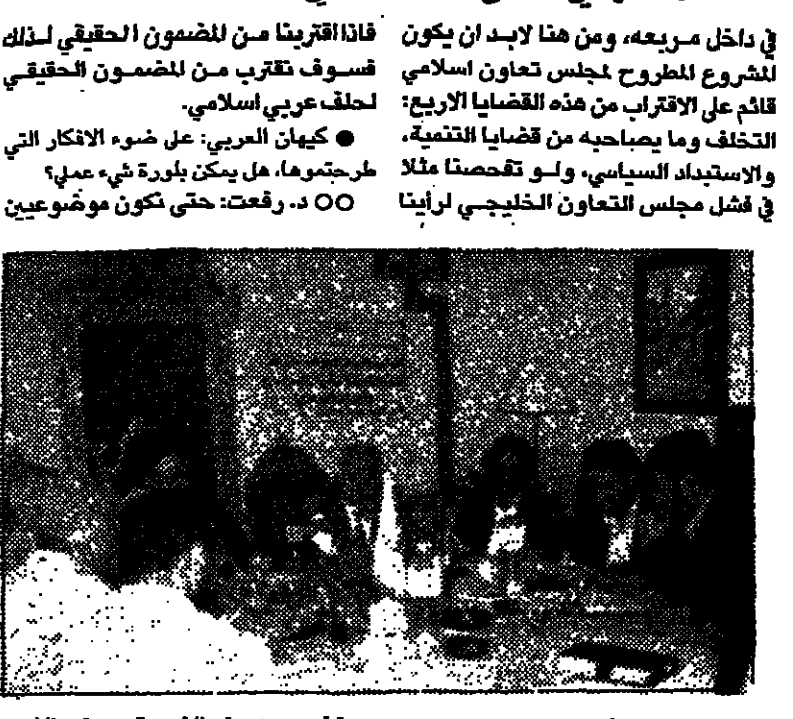 في داخل مربعه، ومن هنا لابد ان يكون
المشروع المطروح لمجلس تعاون اسلامي
قائم على الاقتراب من هذه القضايا الاربع:
التخلف وما يصاحبه من قضايا التنمية،
والاستبداد السياسي، ولو تفحصنا مثلا
في فشل مجلس التعاون الخليجي لرأينا
فاذا اقتربنا من المضمون الحقيقي لذلك
فسوف نقترب من المضمون الحقيقي
لحلف عربي اسلامي.
● كيهان العربي: على ضوء الافكار التي
طرحتموها، هل يمكن بلورة شيء عملي؟
○○ د. رفعت: حتى نكون موضوعيين